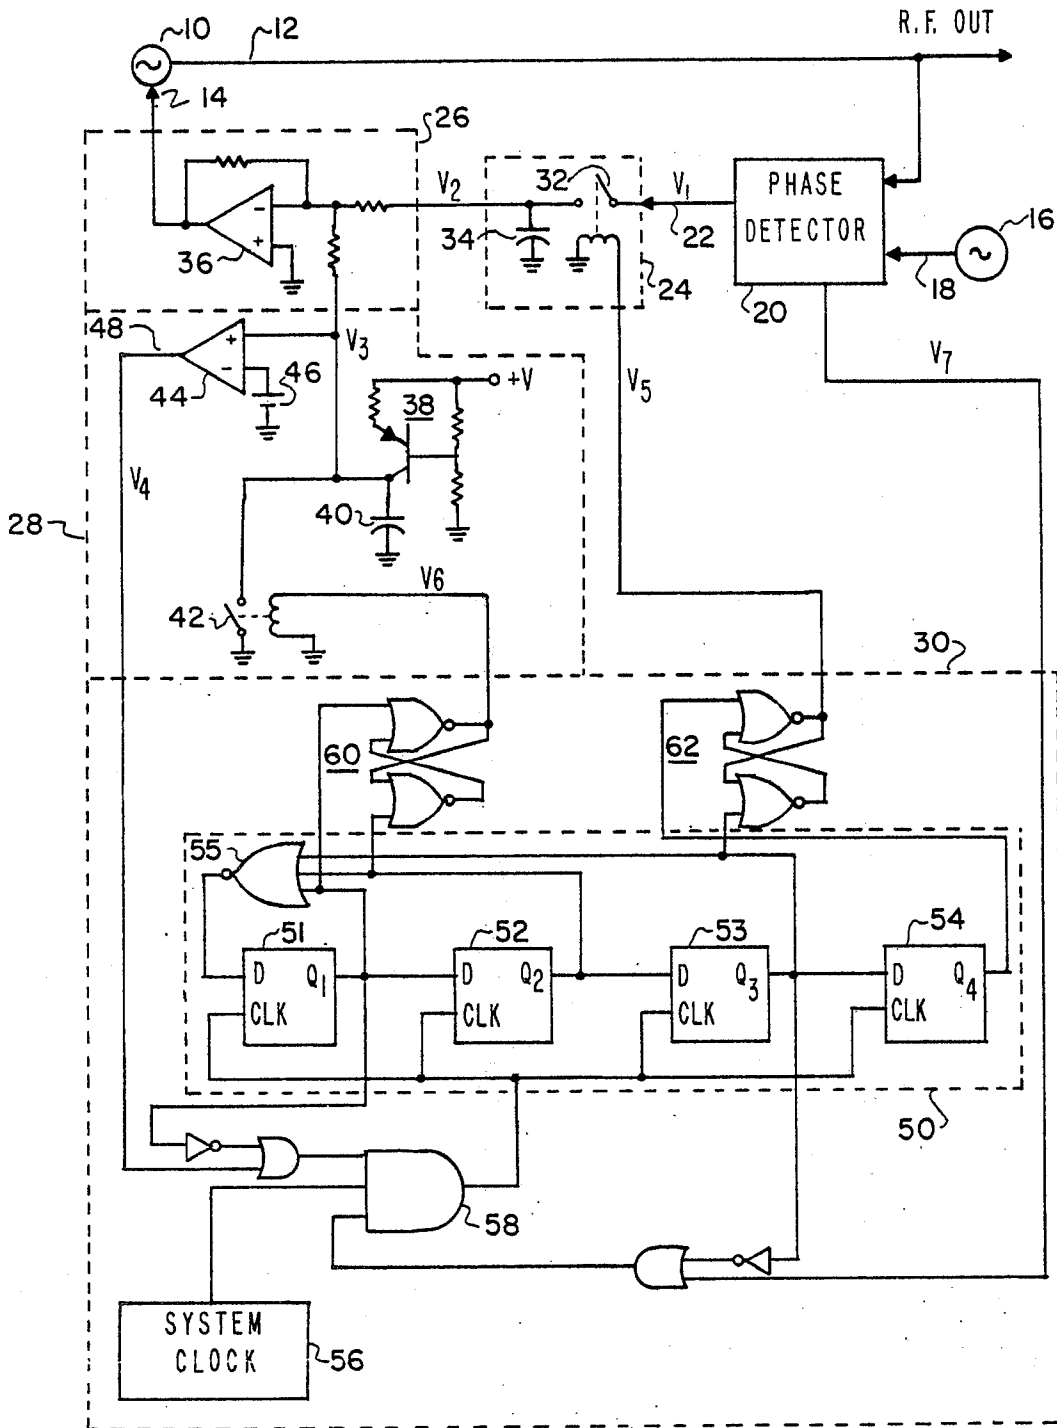 R.F. OUT
10
12
14
26
V2
32
V1
PHASE
DETECTOR
16
34
22
18
36
24
20
48
V3
V5
V7
44
46
+V
38
V4
28
40
V6
42
30
60
62
55
51
52
53
54
D Q1
CLK
D Q2
CLK
D Q3
CLK
D Q4
CLK
50
58
SYSTEM
CLOCK
56